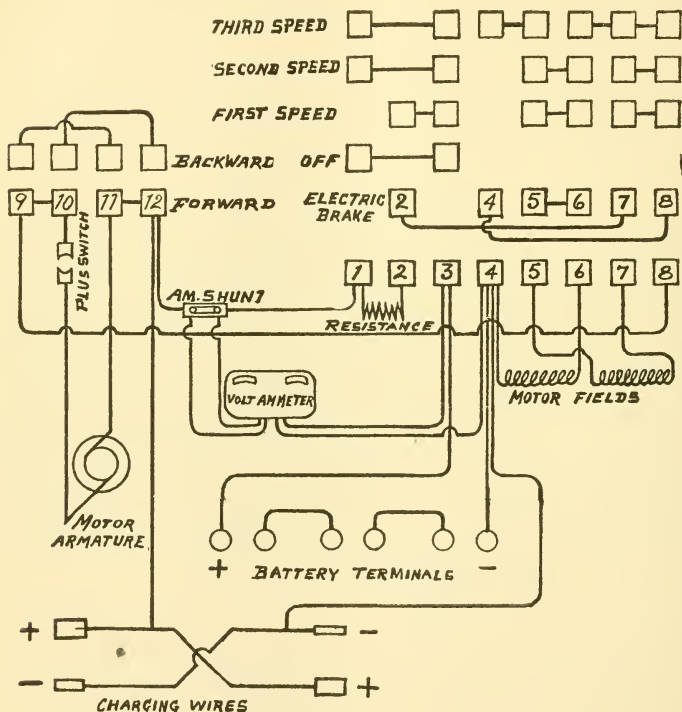 THIRD SPEED
SECOND SPEED
FIRST SPEED
BACKWARD OFF
9 10 11 12 FORWARD ELECTRIC BRAKE 2 4 5 6 7 8
PLUS SWITCH
AM. SHUNT
1 2 3 4 5 6 7 8
RESISTANCE
VOLT AMMETER
MOTOR FIELDS
MOTOR
ARMATURE
+ BATTERY TERMINALS -
+ -
- +
CHARGING WIRES